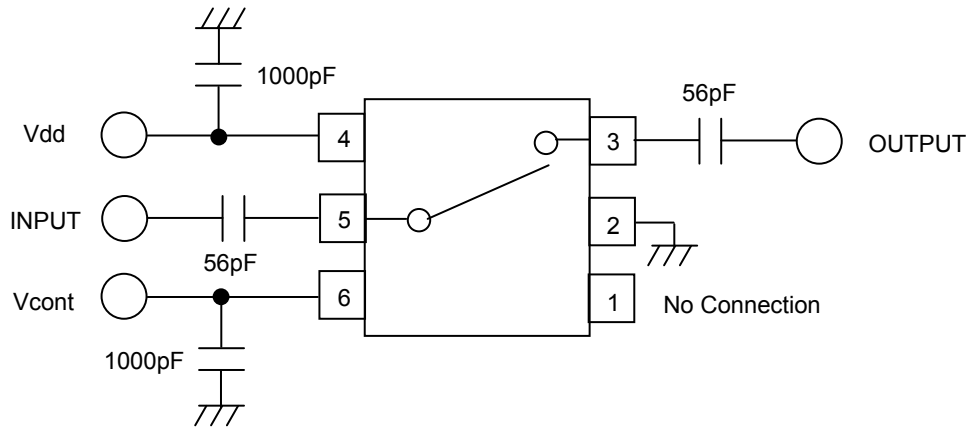 1000pF
56pF
Vdd
4
3
OUTPUT
INPUT
5
2
56pF
Vcont
6
1
No Connection
1000pF